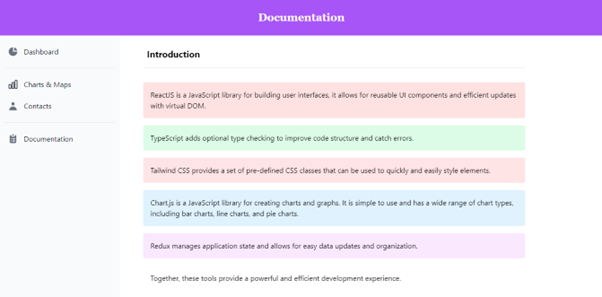 Documentation
Dashboard
Charts & Maps
Contacts
Documentation
Introduction
ReactJS is a JavaScript library for building user interfaces, it allows for reusable UI components and efficient updates
with virtual DOM.
TypeScript adds optional type checking to improve code structure and catch errors.
Tailwind CSS provides a set of pre-defined CSS classes that can be used to quickly and easily style elements.
Chart.js is a JavaScript library for creating charts and graphs. It is simple to use and has a wide range of chart types,
including bar charts, line charts, and pie charts.
Redux manages application state and allows for easy data updates and organization.
Together, these tools provide a powerful and efficient development experience.